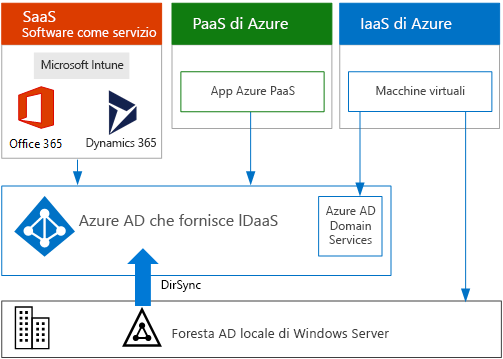 SaaS
Software come servizio
PaaS di Azure
IaaS di Azure
Microsoft Intune
Office 365
Dynamics 365
App Azure PaaS
Macchine virtuali
Azure AD che fornisce lDaaS
Azure AD
Domain
Services
DirSync
Foresta AD locale di Windows Server